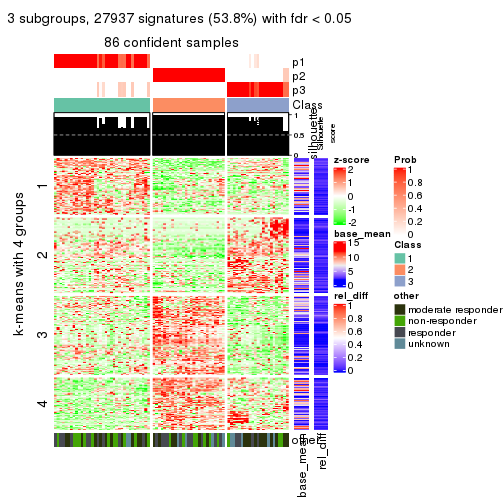 3 subgroups, 27937 signatures (53.8%) with fdr < 0.05
86 confident samples
p1
p2
p3
Class
1
0.5
0
silhouette
silhouette
score
k-means with 4 groups
1
2
3
4
other
base_mean
rel_diff
z-score
2
1
0
-1
-2
base_mean
15
10
5
0
rel_diff
1
0.8
0.6
0.4
0.2
0
Prob
1
0.8
0.6
0.4
0.2
0
Class
1
2
3
other
moderate responder
non-responder
responder
unknown